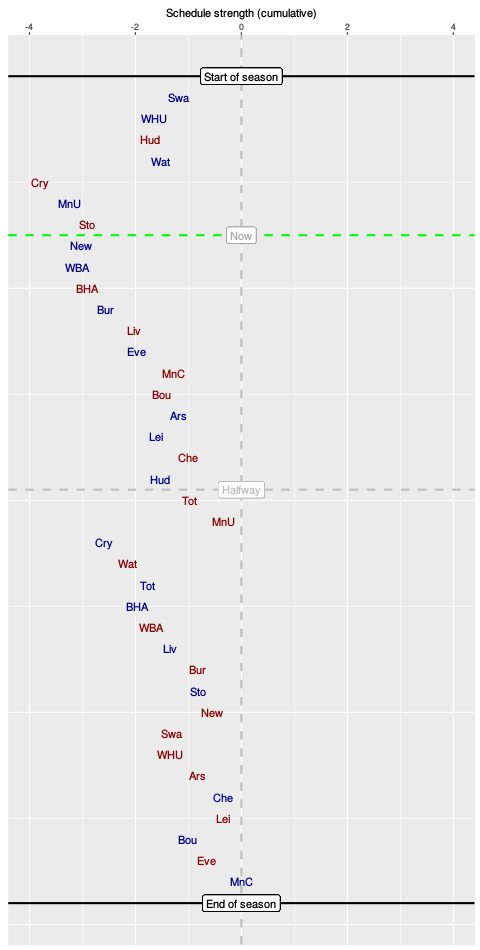 Schedule strength (cumulative)
-4 -2 0 2 4
Start of season
Swa
WHU
Hud
Wat
Cry
MnU
Sto
Now
New
WBA
BHA
Bur
Liv
Eve
MnC
Bou
Ars
Lei
Che
Hud
Halfway
Tot
MnU
Cry
Wat
Tot
BHA
WBA
Liv
Bur
Sto
New
Swa
WHU
Ars
Che
Lei
Bou
Eve
MnC
End of season